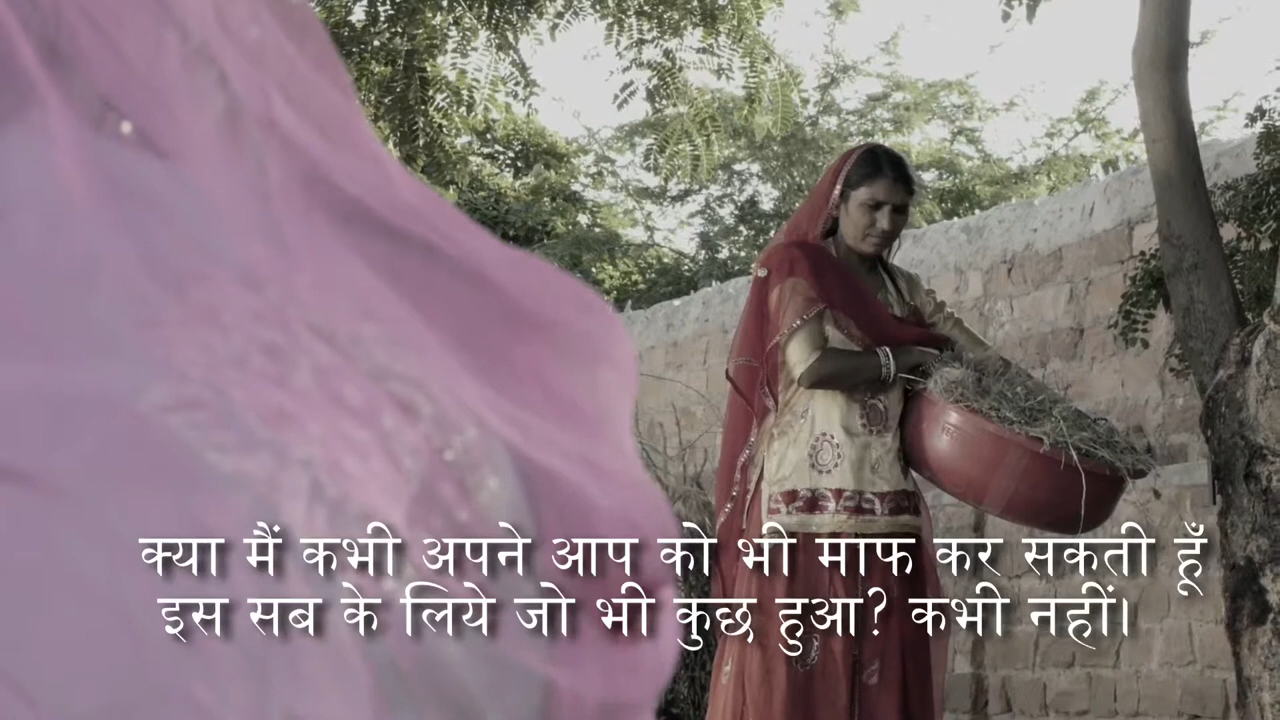 क्या मैं कभी अपने आप को भी माफ कर सकती हूँ
इस सब के लिये जो भी कुछ हुआ? कभी नहीं।